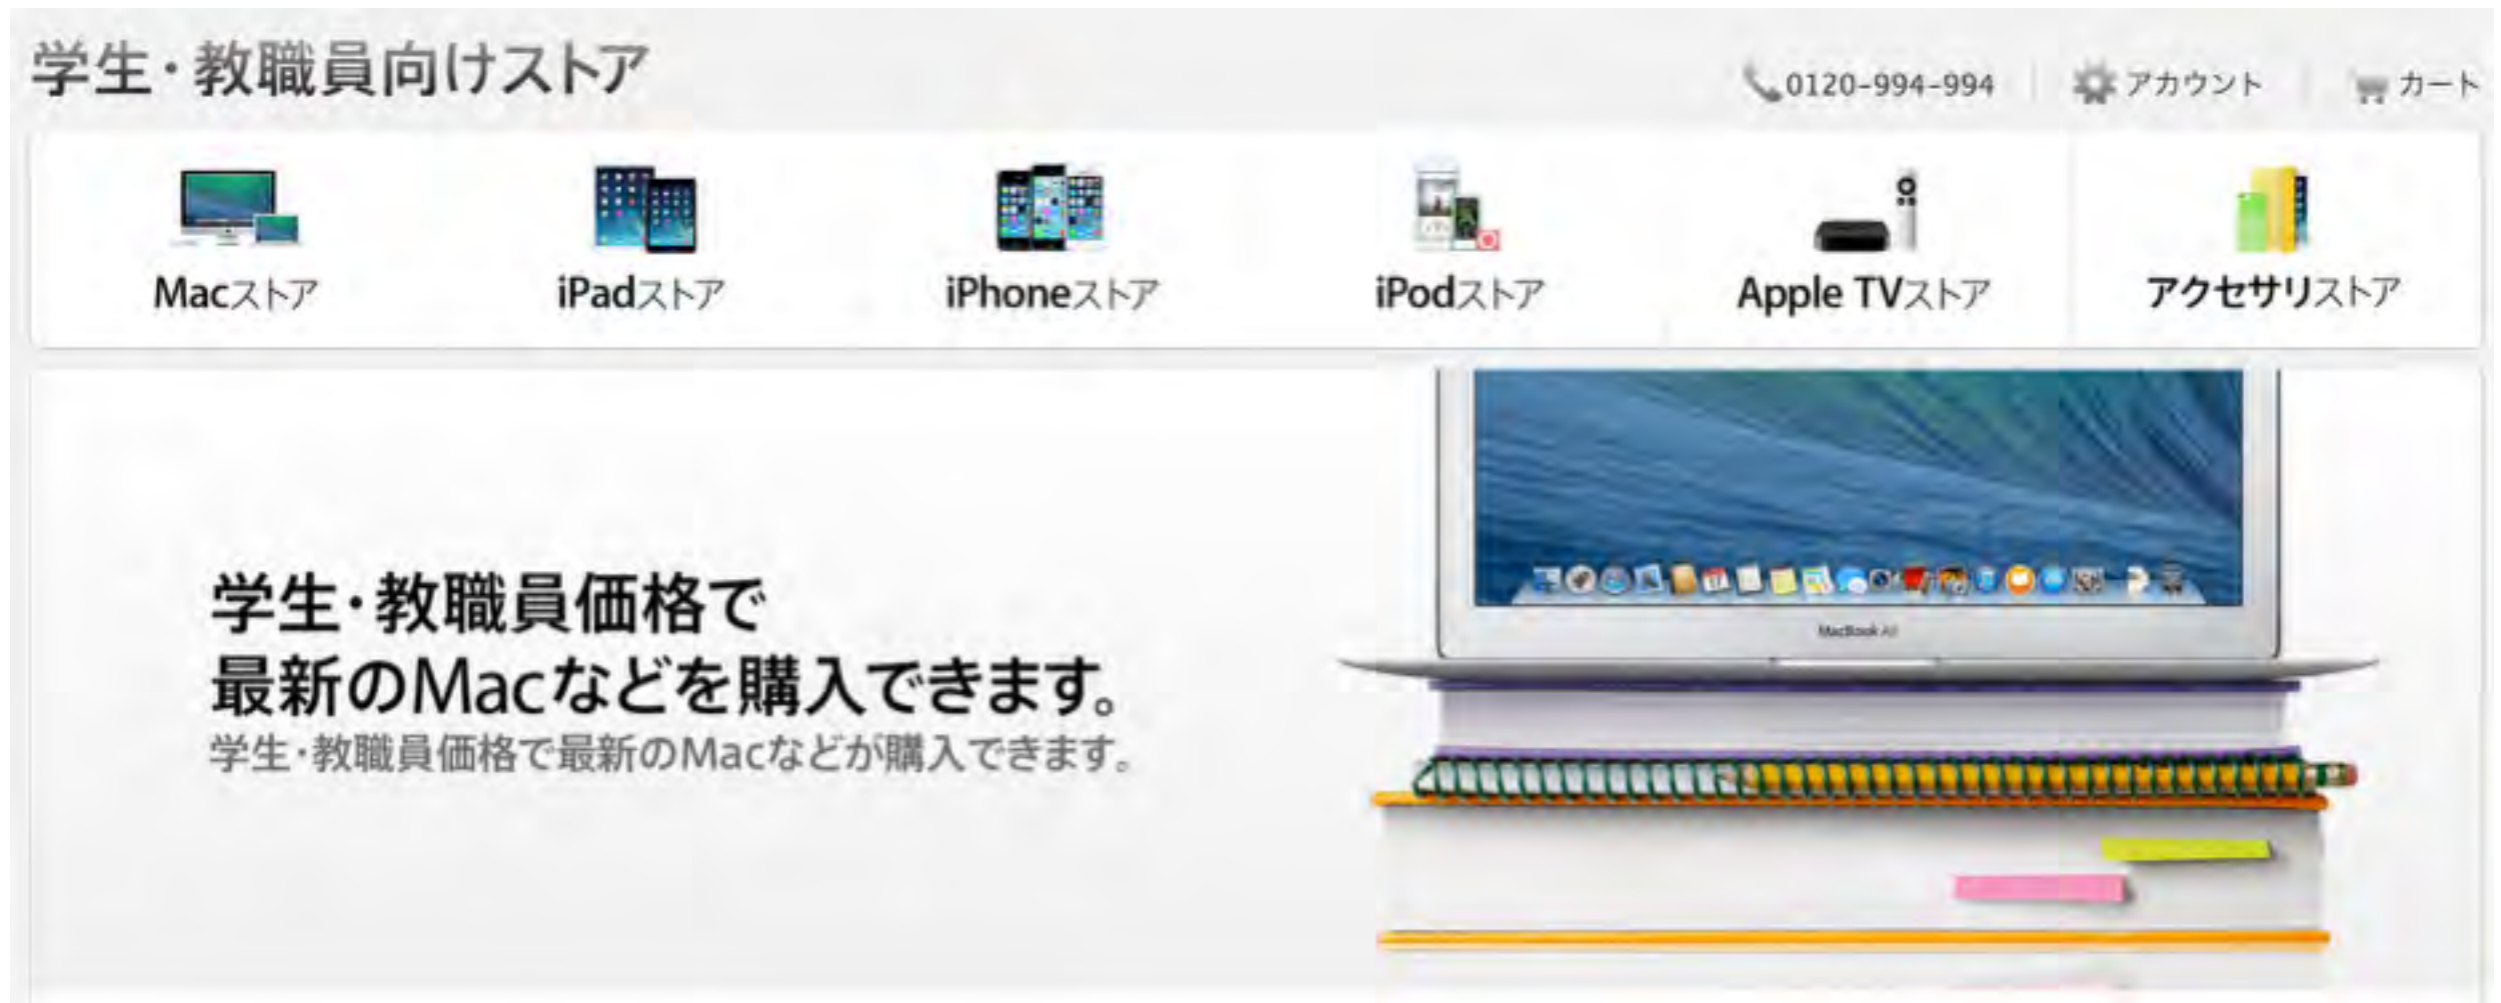 学生・教職員向けストア
0120-994-994
アカウント
カート
Macストア
iPadストア
iPhoneストア
iPodストア
Apple TVストア
アクセサリストア
学生・教職員価格で
最新のMacなどを購入できます。
学生・教職員価格で最新のMacなどが購入できます。
17
MacBook Air